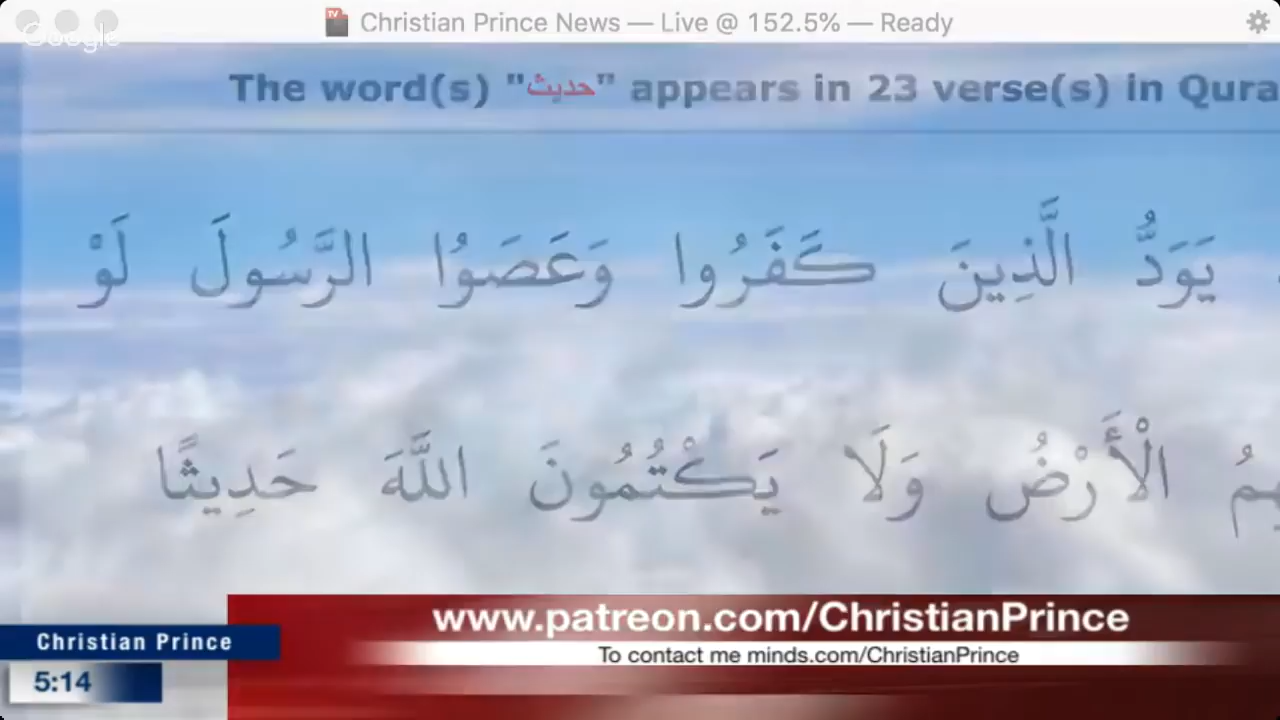 Christian Prince News — Live @ 152.5% — Ready
Google
The word(s) "حديث" appears in 23 verse(s) in Qura
يَوَدُّ الَّذِينَ كَفَرُوا وَعَصَوُا الرَّسُولَ لَوْ
الْأَرْضُ وَلَا يَكْتُمُونَ اللَّهَ حَدِيثًا
www.patreon.com/ChristianPrince
Christian Prince
To contact me minds.com/ChristianPrince
5:14